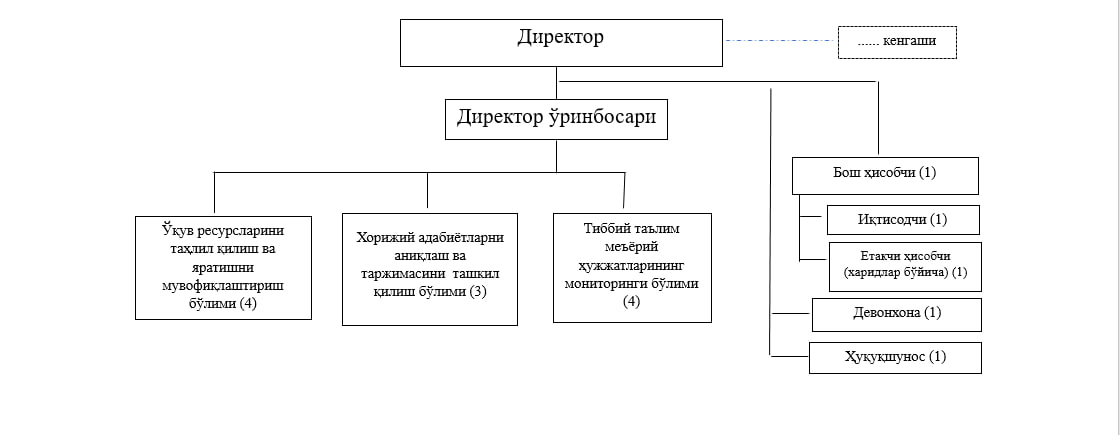 Директор
...... кенгаши
Директор ўринбосари
Бош ҳисобчи (1)
Иқтисодчи (1)
Етакчи ҳисобчи
(харидлар бўйича) (1)
Девонхона (1)
Ҳуқуқшунос (1)
Ўқув ресурсларини
таҳлил қилиш ва
яратишни
мувофиқлаштириш
бўлими (4)
Хорижий адабиётларни
аниқлаш ва
таржимасини ташкил
қилиш бўлими (3)
Тиббий таълим
меъёрий
ҳужжатларининг
мониторинги бўлими
(4)